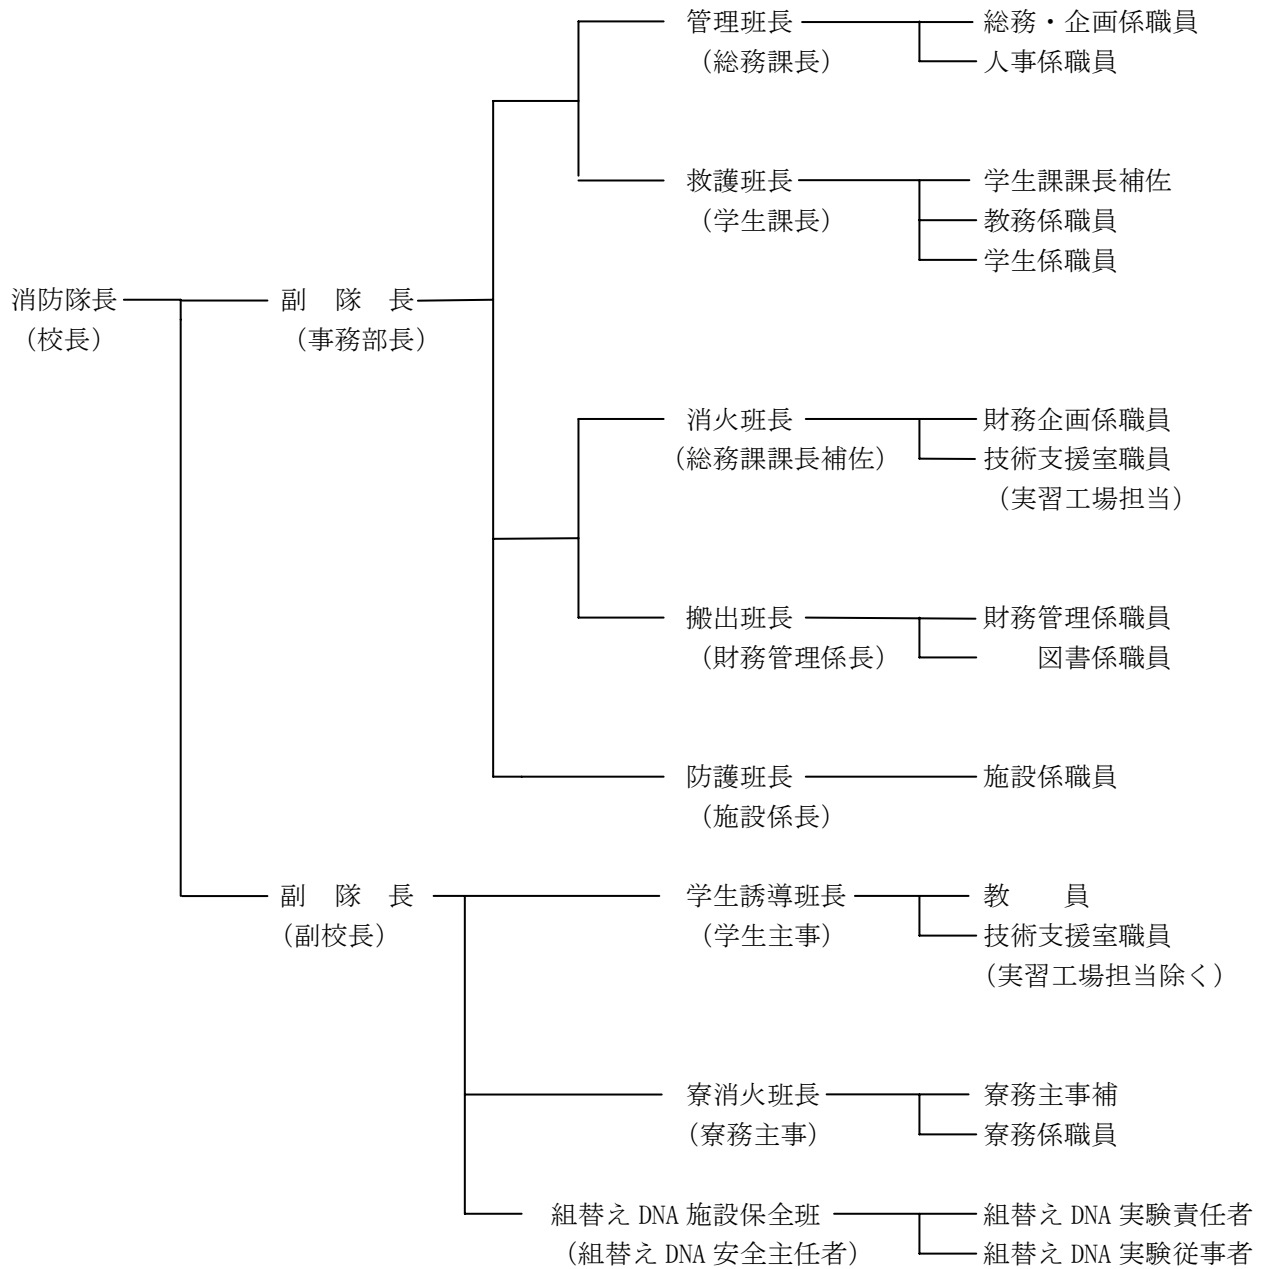 管理班長 総務・企画係職員
（総務課長） 人事係職員
救護班長 学生課課長補佐
（学生課長） 教務係職員
学生係職員
消防隊長 副　隊　長
（校長） （事務部長）
消火班長 財務企画係職員
（総務課課長補佐） 技術支援室職員
（実習工場担当）
搬出班長 財務管理係職員
（財務管理係長） 図書係職員
防護班長 施設係職員
（施設係長）
副　隊　長 学生誘導班長 教　　員
（副校長） （学生主事） 技術支援室職員
（実習工場担当除く）
寮消火班長 寮務主事補
（寮務主事） 寮務係職員
組替え DNA 施設保全班 組替え DNA 実験責任者
（組替え DNA 安全主任者） 組替え DNA 実験従事者